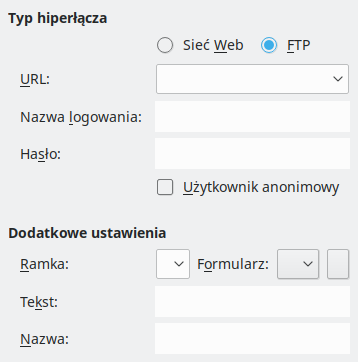 Typ hiperłącza
Sieć Web FTP
URL:
Nazwa logowania:
Hasło:
Użytkownik anonimowy
Dodatkowe ustawienia
Ramka: Formularz:
Tekst:
Nazwa: